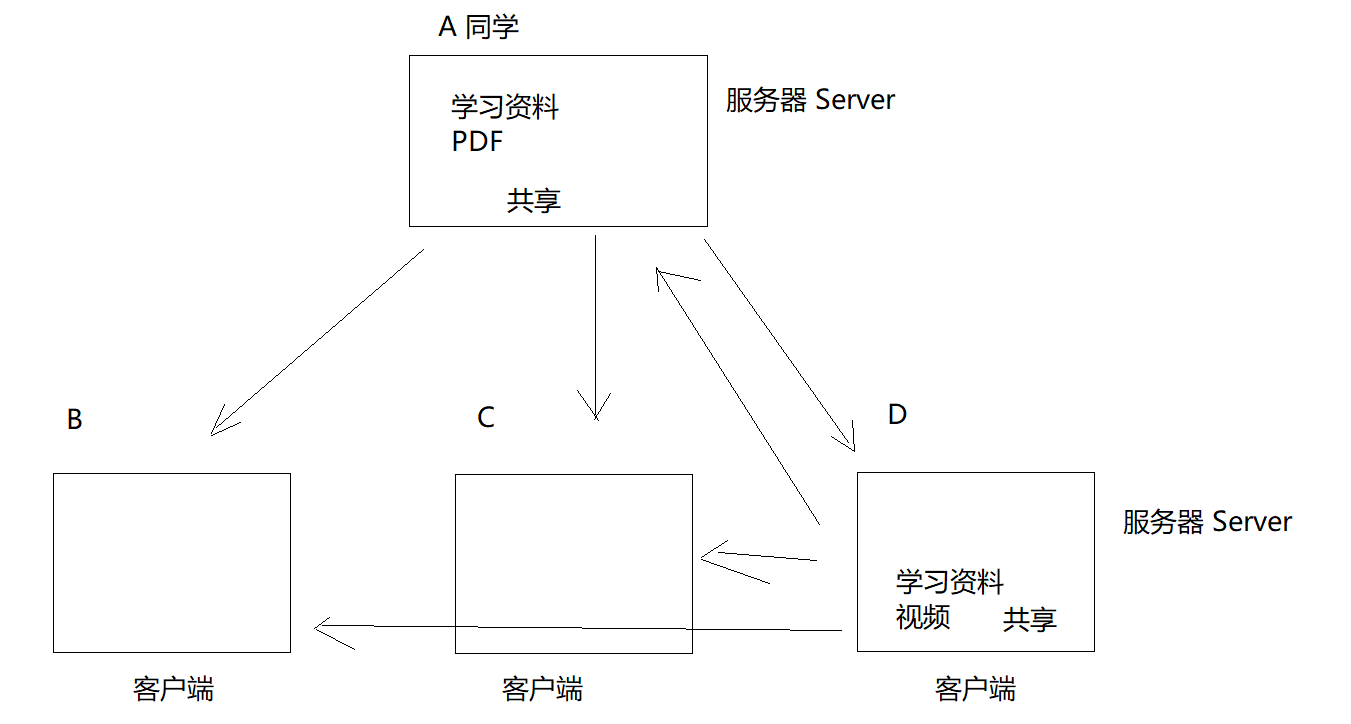 A 同学
学习资料
PDF
共享
服务器 Server
B
C
D
服务器 Server
学习资料
视频 共享
客户端
客户端
客户端